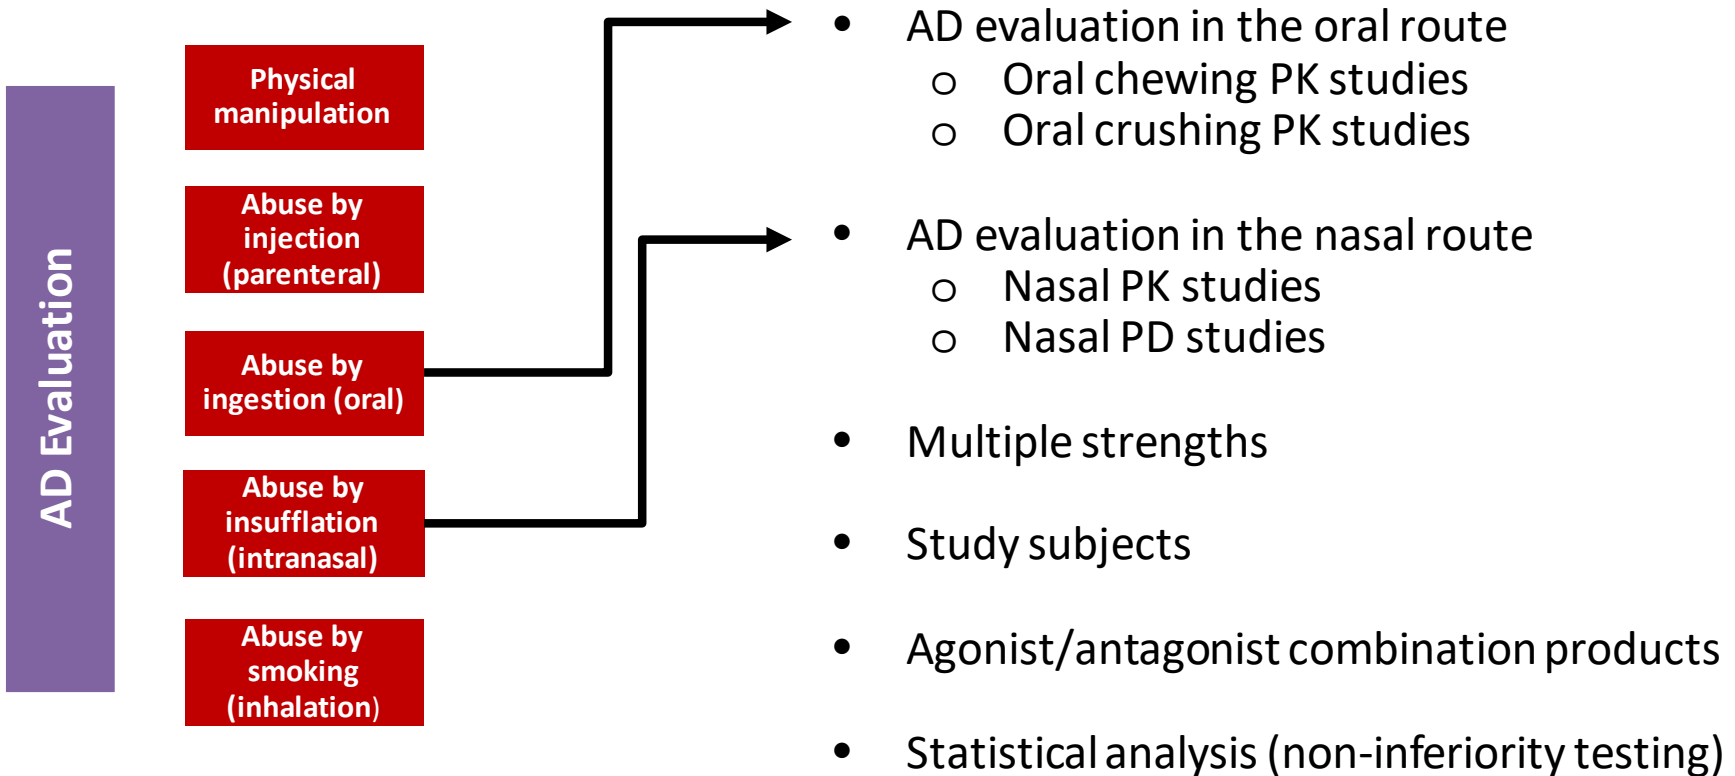 AD Evaluation
Physical
manipulation
Abuse by
injection
(parenteral)
Abuse by
ingestion (oral)
Abuse by
insufflation
(intranasal)
Abuse by
smoking
(inhalation)
• AD evaluation in the oral route
o Oral chewing PK studies
o Oral crushing PK studies
• AD evaluation in the nasal route
o Nasal PK studies
o Nasal PD studies
• Multiple strengths
• Study subjects
• Agonist/antagonist combination products
• Statistical analysis (non-inferiority testing)